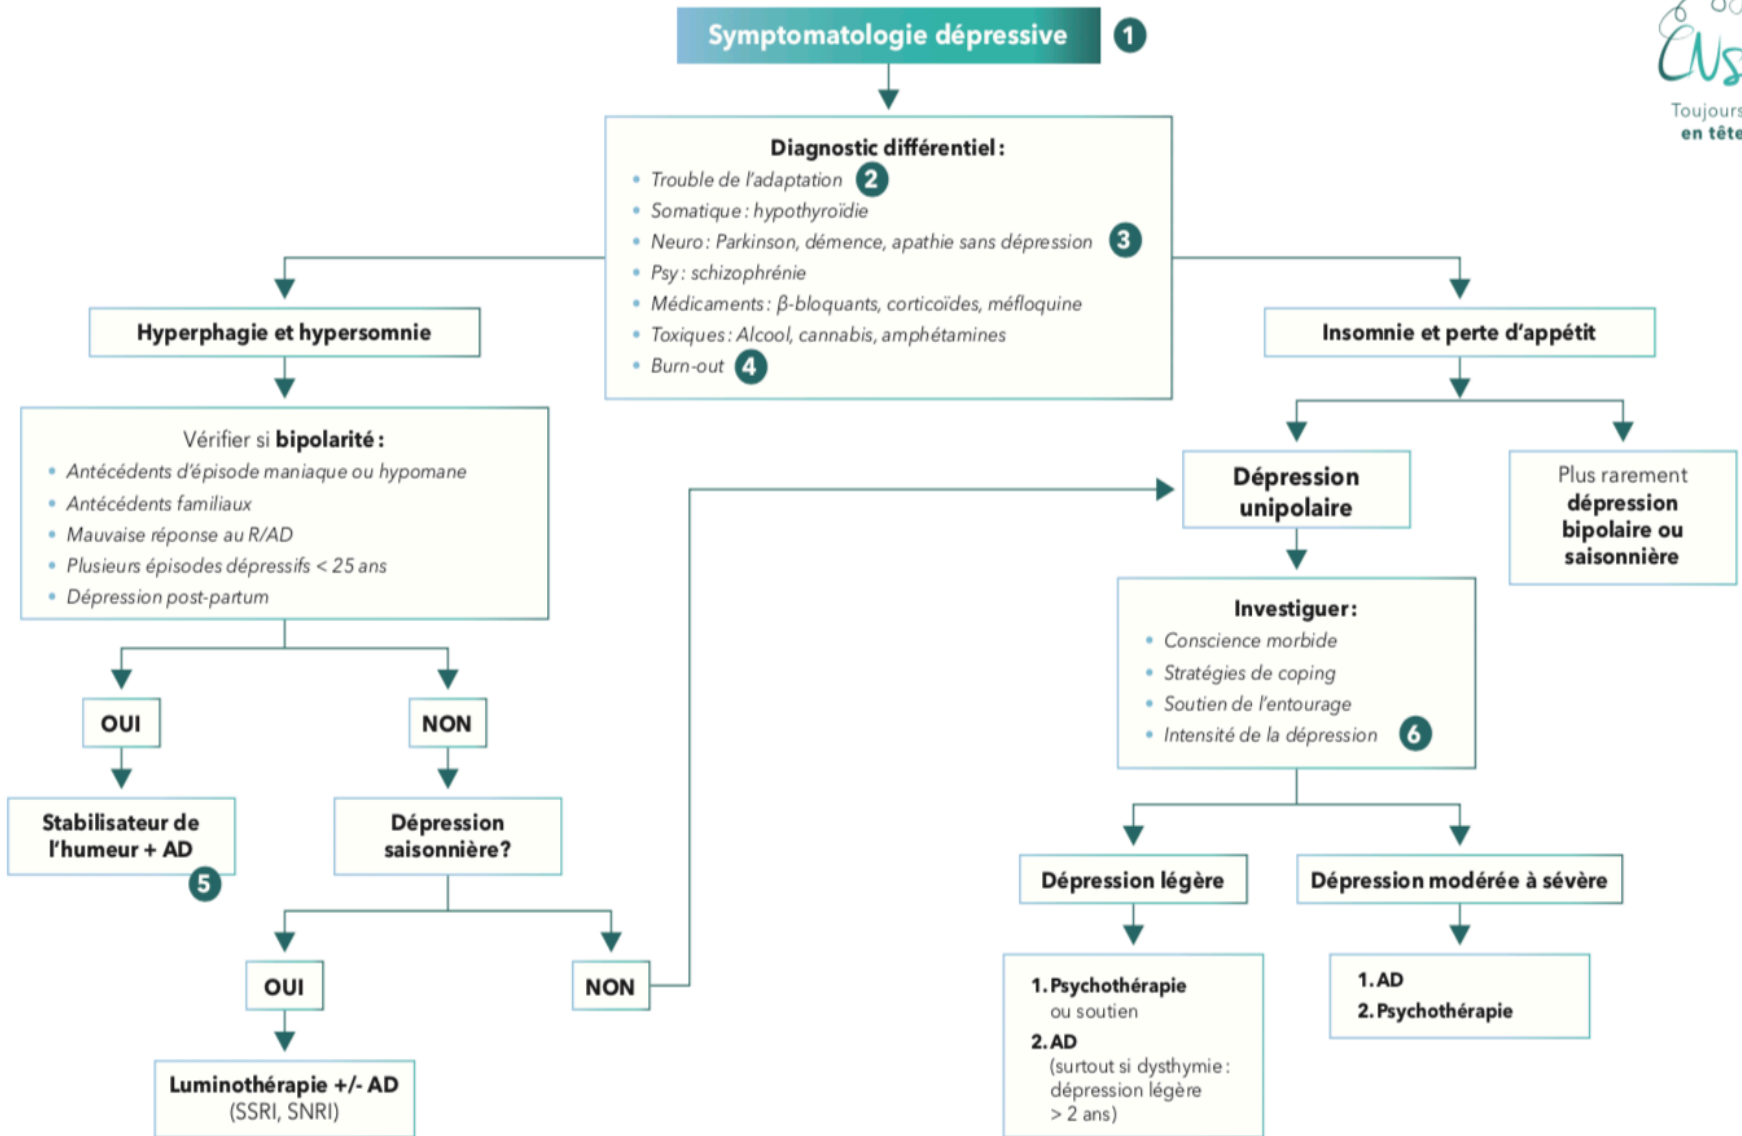 Symptomatologie dépressive 1
CNS
Toujours
en tête
Diagnostic différentiel :
• Trouble de l'adaptation 2
• Somatique : hypothyroïdie
• Neuro : Parkinson, démence, apathie sans dépression 3
• Psy : schizophrénie
• Médicaments : β-bloquants, corticoïdes, méfloquine
• Toxiques : Alcool, cannabis, amphétamines
• Burn-out 4
Hyperphagie et hypersomnie
Vérifier si bipolarité :
• Antécédents d'épisode maniaque ou hypomane
• Antécédents familiaux
• Mauvaise réponse au R/AD
• Plusieurs épisodes dépressifs < 25 ans
• Dépression post-partum
OUI
NON
Stabilisateur de
l'humeur + AD
5
Dépression
saisonnière?
OUI
NON
Luminothérapie +/- AD
(SSRI, SNRI)
Insomnie et perte d'appétit
Dépression
unipolaire
Plus rarement
dépression
bipolaire ou
saisonnière
Investiguer :
• Conscience morbide
• Stratégies de coping
• Soutien de l'entourage
• Intensité de la dépression 6
Dépression légère
Dépression modérée à sévère
1. Psychothérapie
ou soutien
2. AD
(surtout si dysthymie :
dépression légère
> 2 ans)
1. AD
2. Psychothérapie